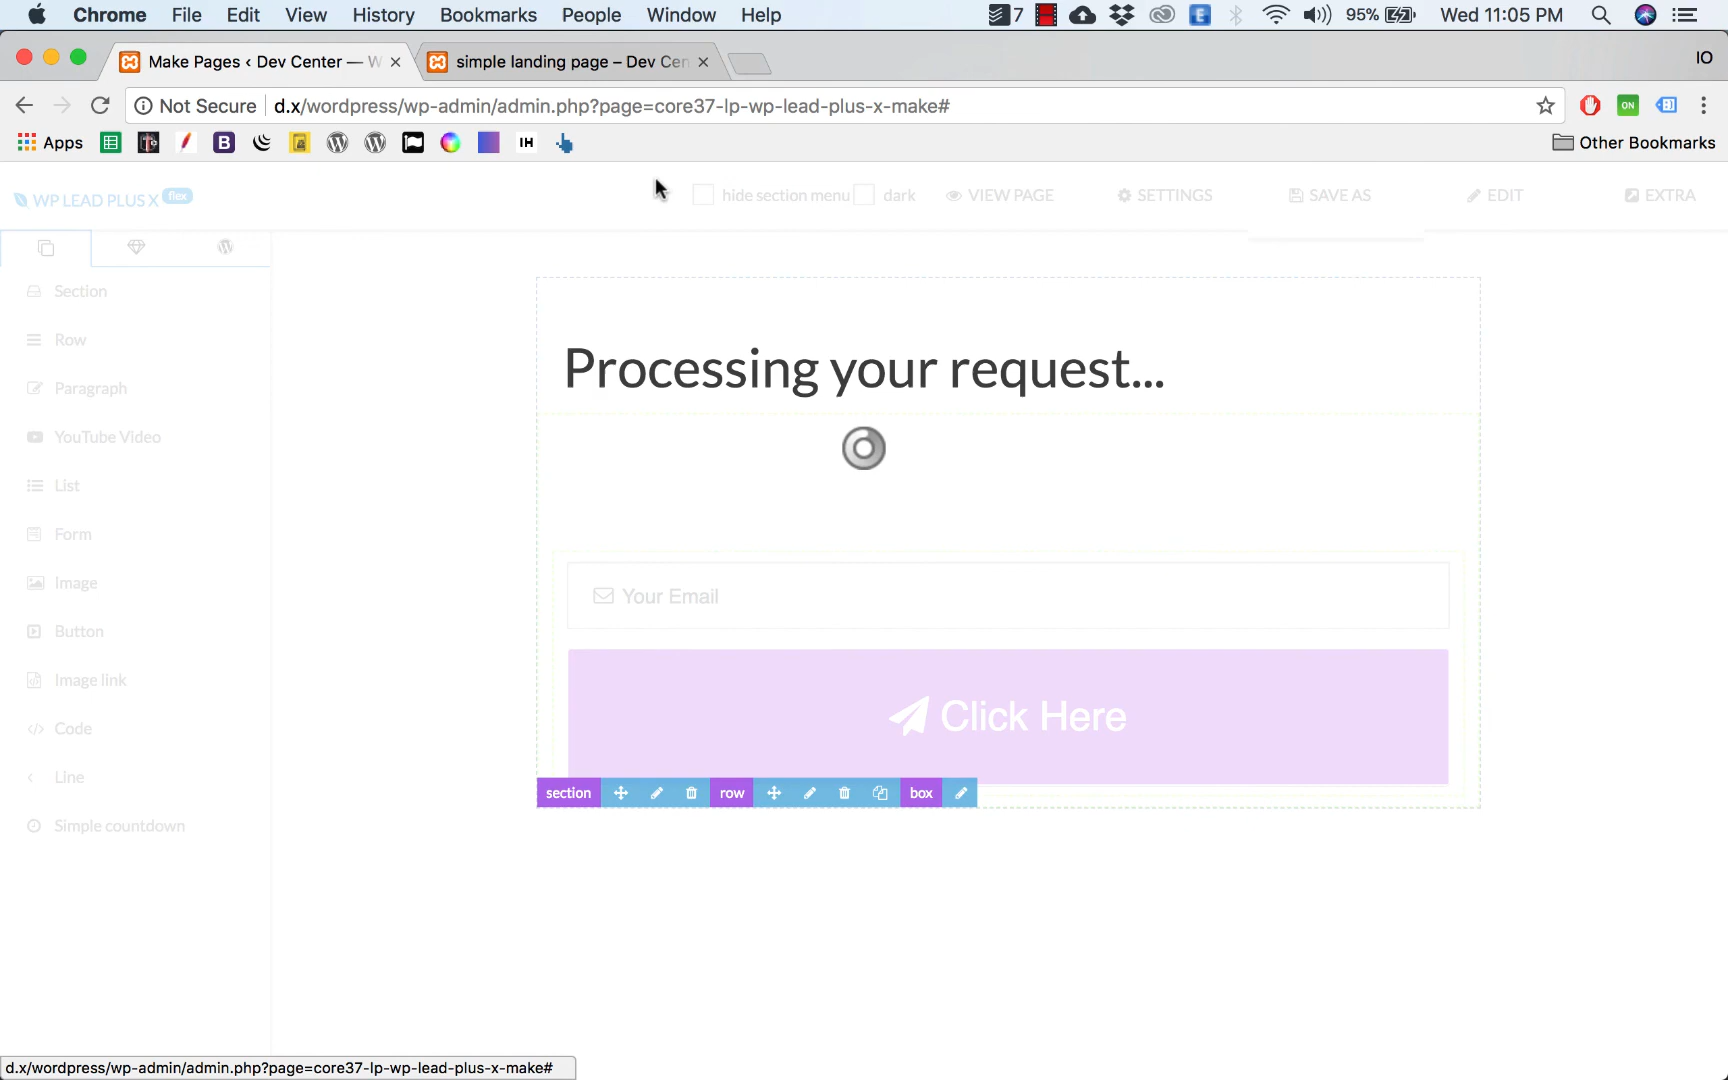 Chrome File Edit View History Bookmarks People Window Help 7 E 95% Wed 11:05 PM
Make Pages ‹ Dev Center — W simple landing page – Dev Cen IO
Not Secure d.x/wordpress/wp-admin/admin.php?page=core37-lp-wp-lead-plus-x-make# ON
Apps B IH Other Bookmarks
WP LEAD PLUS X flex hide section menu dark VIEW PAGE SETTINGS SAVE AS EDIT EXTRA
Section
Row
Processing your request...
Paragraph
YouTube Video
List
Form
Image
Your Email
Button
Image link
Click Here
Code
Line
section row box
Simple countdown
d.x/wordpress/wp-admin/admin.php?page=core37-lp-wp-lead-plus-x-make#